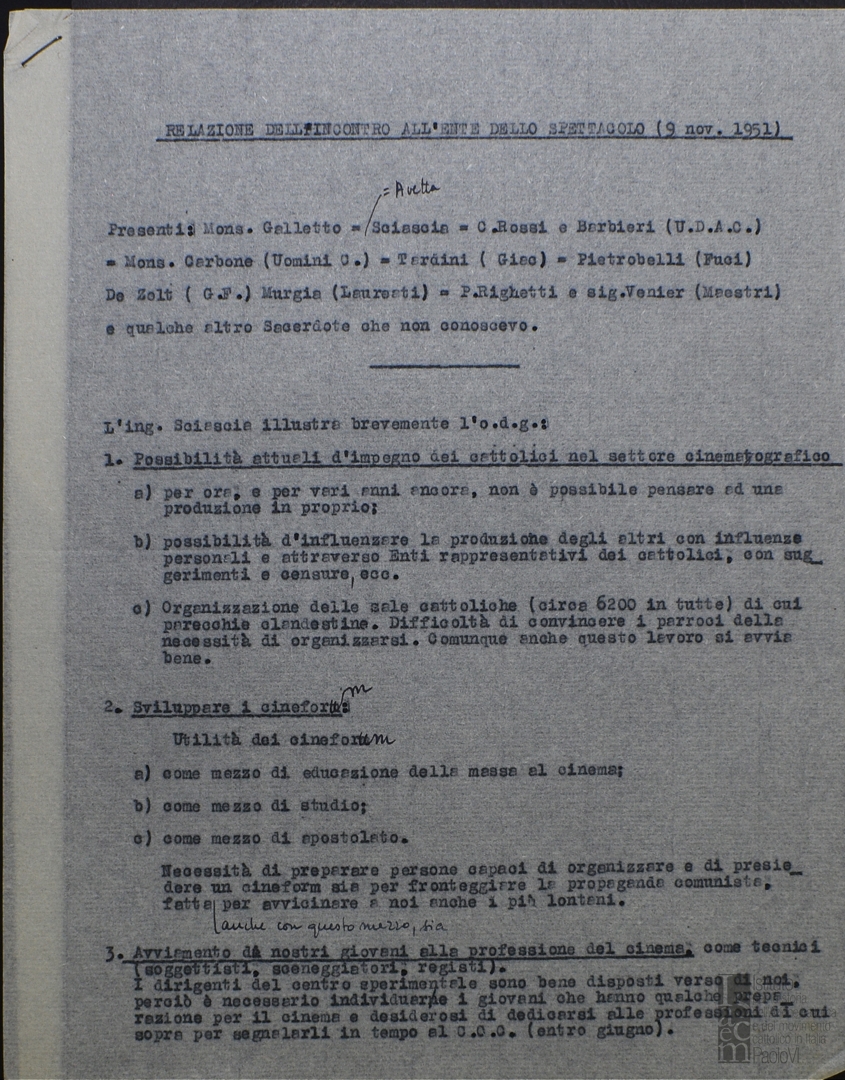 RELAZIONE DELL'INCONTRO ALL'ENTE DELLO SPETTACOLO (9 nov. 1951)
= Avetta
Presenti: Mons. Galletto = Sciascia = C.Rossi e Barbieri (U.D.A.C.)
= Mons. Carbone (Uomini C.) = Tardini ( Giac) = Pietrobelli (Fuci)
De Zolt ( G.F.) Murgia (Laureati) = P.Righetti e sig.Venier (Maestri)
e qualche altro Sacerdote che non conoscevo.
L'ing. Sciascia illustra brevemente l'o.d.g.:
1. Possibilità attuali d'impegno dei cattolici nel settore cinematografico
a) per ora, e per vari anni ancora, non è possibile pensare ad una
produzione in proprio;
b) possibilità d'influenzare la produzione degli altri con influenze
personali e attraverso Enti rappresentativi dei cattolici, con sug_
gerimenti e censure, ecc.
c) Organizzazione delle sale cattoliche (circa 6200 in tutte) di cui
parecchie clandestine. Difficoltà di convincere i parroci della
necessità di organizzarsi. Comunque anche questo lavoro si avvia
bene.
2. Sviluppare i cineforum
Utilità dei cineforum
a) come mezzo di educazione della massa al cinema;
b) come mezzo di studio;
c) come mezzo di apostolato.
Necessità di preparare persone capaci di organizzare e di presie_
dere un cineform sia per fronteggiare la propaganda comunista,
fatta per avvicinare a noi anche i più lontani.
anche con questo mezzo, sia
3. Avviamento di nostri giovani alla professione del cinema, come tecnici
(soggettisti, sceneggiatori, registi).
I dirigenti del centro sperimentale sono bene disposti verso di noi,
perciò è necessario individuarne i giovani che hanno qualche prepa_
razione per il cinema e desiderosi di dedicarsi alle professioni di cui
sopra per segnalarli in tempo al C.C.C. (entro giugno).
del movimento
cattolico in Italia
Paolo VI